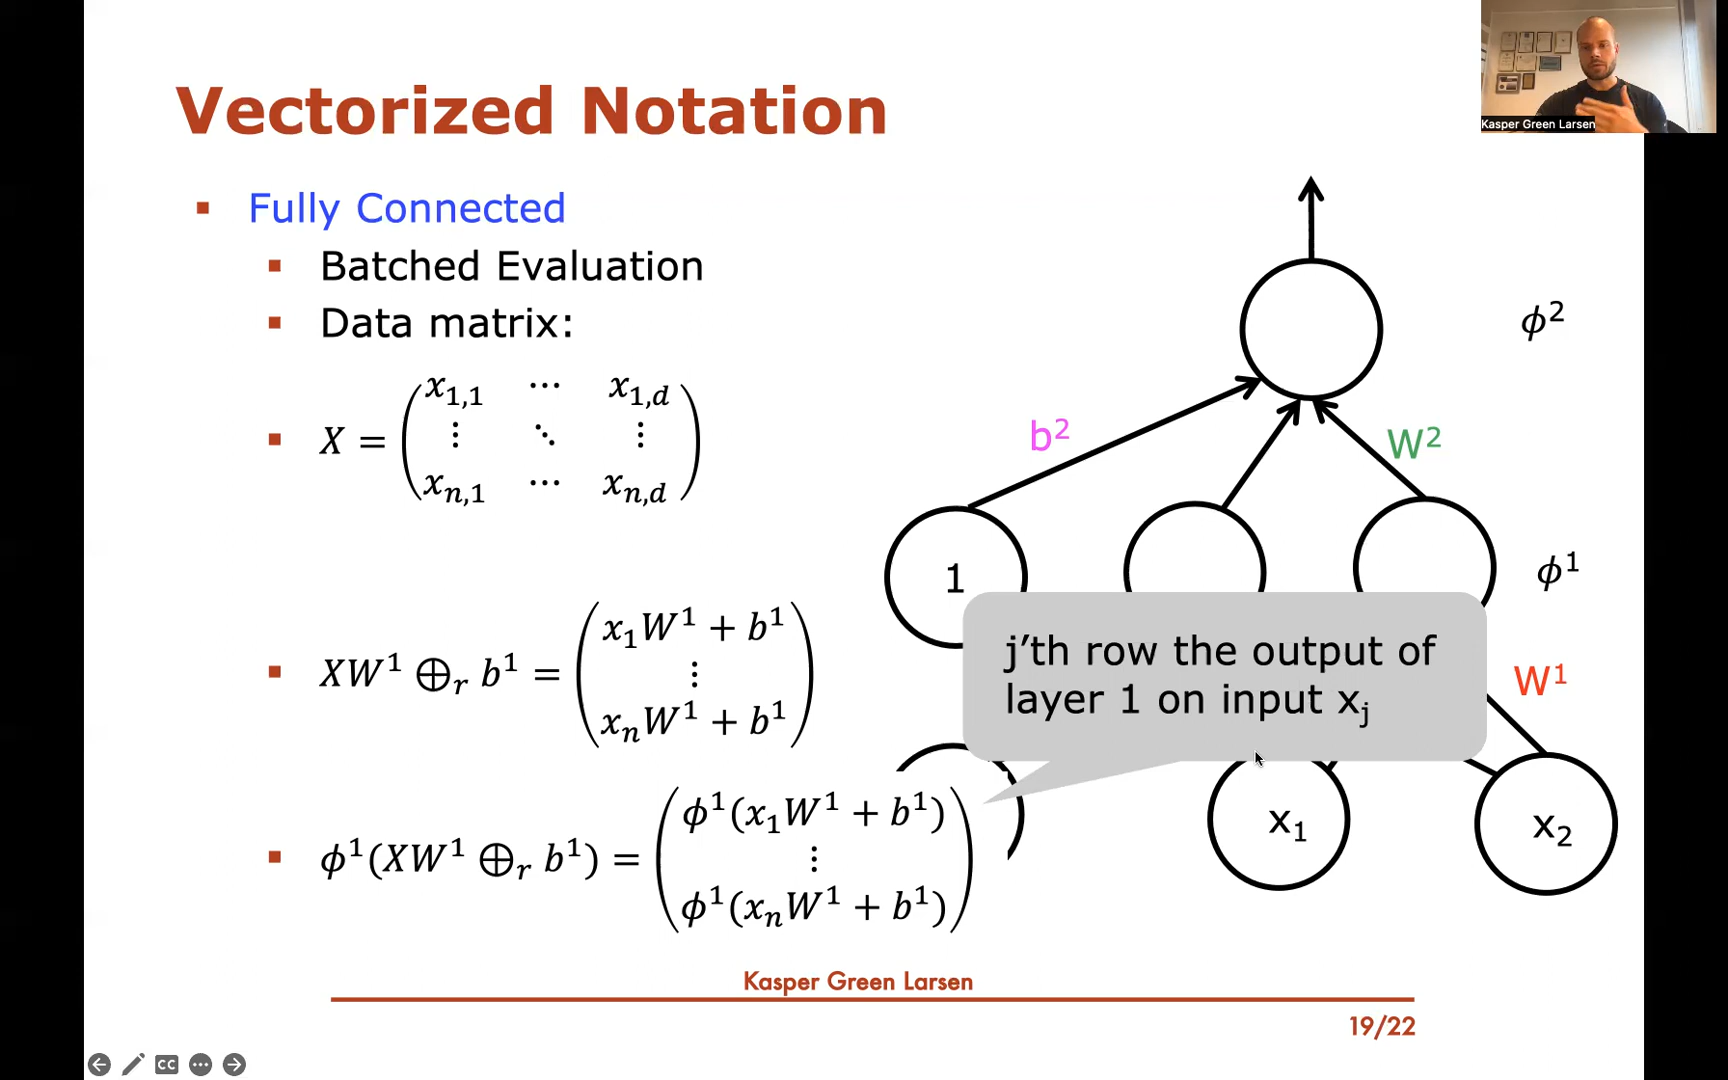 Kasper Green Larsen
Vectorized Notation
▪ Fully Connected
▪ Batched Evaluation
▪ Data matrix:
▪ X = (x₁,₁ ⋯ x₁,d
⋮ ⋱ ⋮
xₙ,₁ ⋯ xₙ,d)
▪ XW¹ ⊕ᵣ b¹ = (x₁W¹ + b¹
⋮
xₙW¹ + b¹)
▪ ϕ¹(XW¹ ⊕ᵣ b¹) = (ϕ¹(x₁W¹ + b¹)
⋮
ϕ¹(xₙW¹ + b¹))
ϕ²
b²
W²
1
ϕ¹
j’th row the output of
layer 1 on input xⱼ
W¹
x₁
x₂
Kasper Green Larsen
19/22
CC